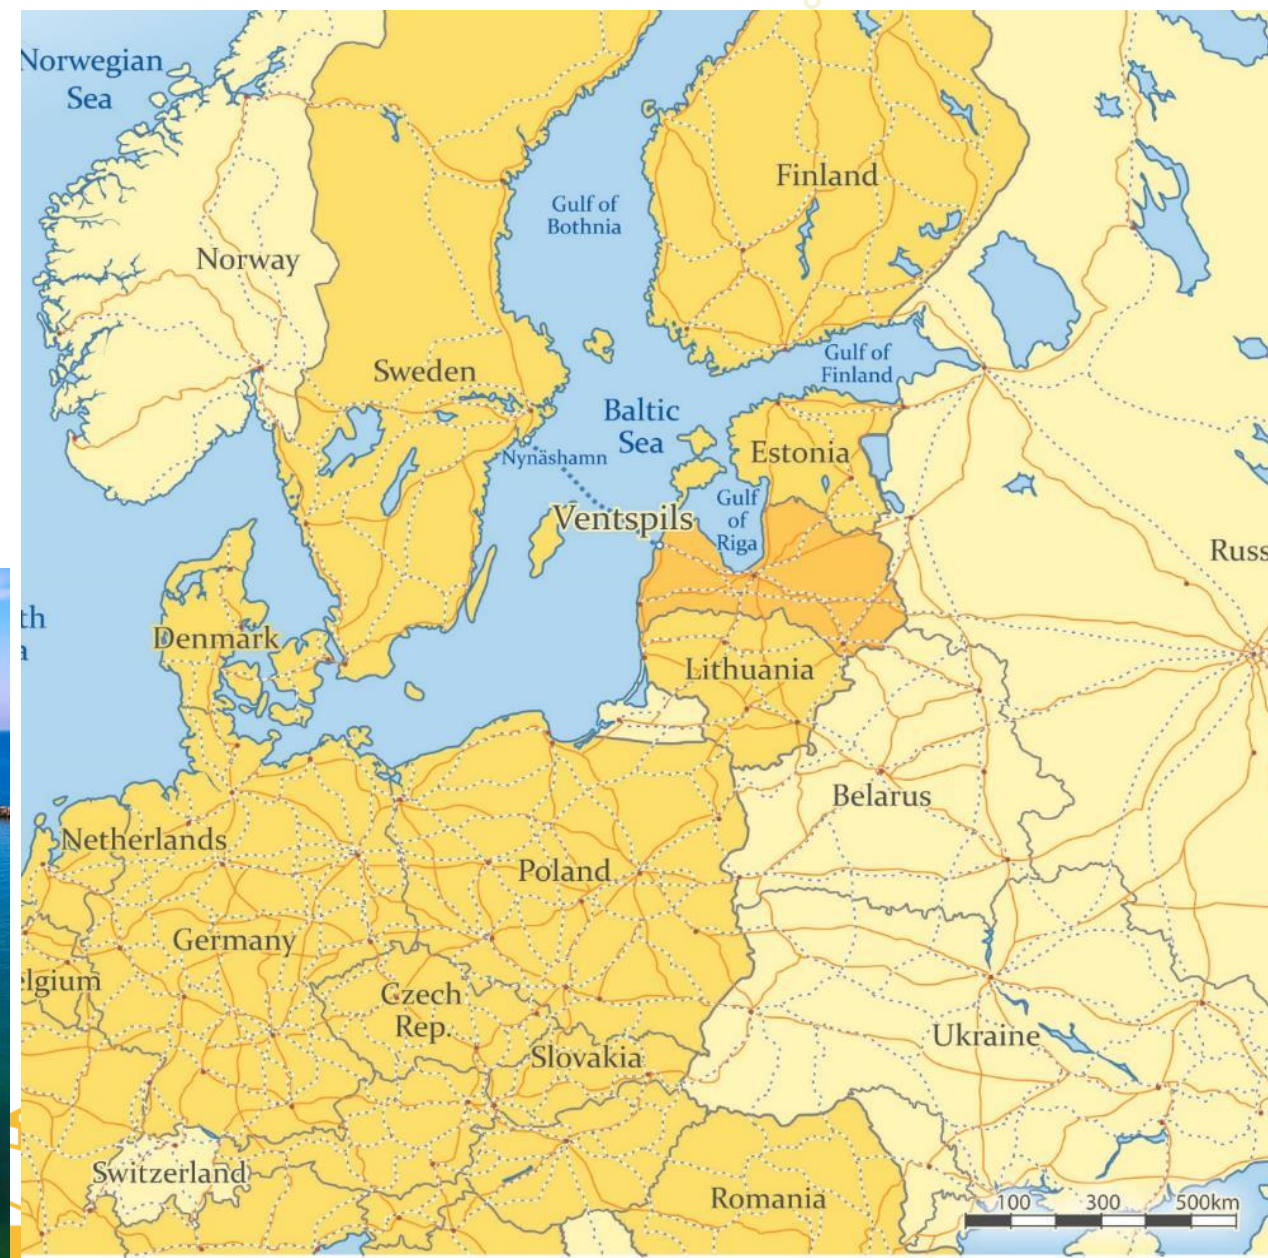 Norwegian
Sea
Finland
Gulf of
Bothnia
Norway
Gulf of
Finland
Sweden
Baltic
Sea
Estonia
Nynäshamn
Gulf
of
Riga
Ventspils
Russ
th
a
Denmark
Lithuania
Belarus
Netherlands
Poland
Germany
elgium
Czech
Rep.
Ukraine
Slovakia
Switzerland
Romania
100 300 500km